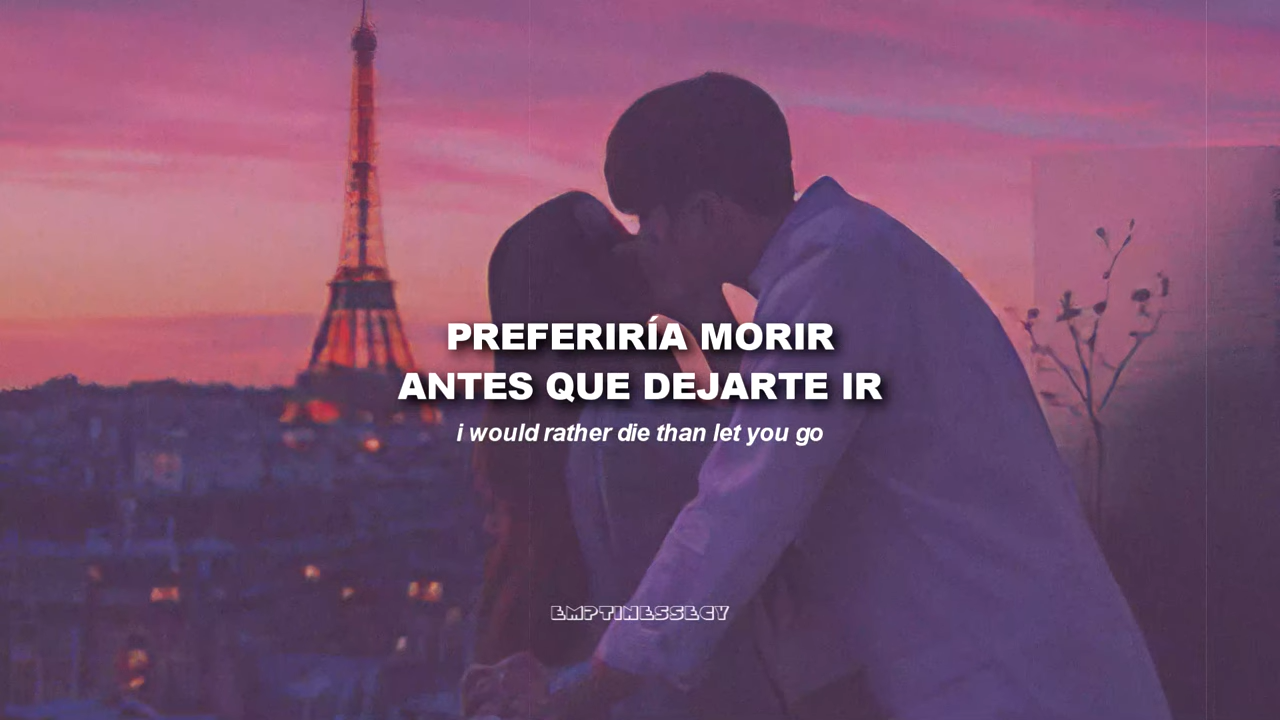 PREFERIRÍA MORIR
ANTES QUE DEJARTE IR
i would rather die than let you go
EMPTINESSECY